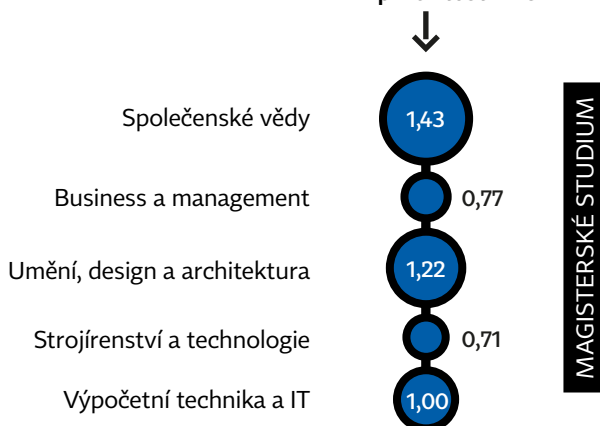 Společenské vědy
1,43
Business a management
0,77
Umění, design a architektura
1,22
Strojírenství a technologie
0,71
Výpočetní technika a IT
1,00
MAGISTERSKÉ STUDIUM